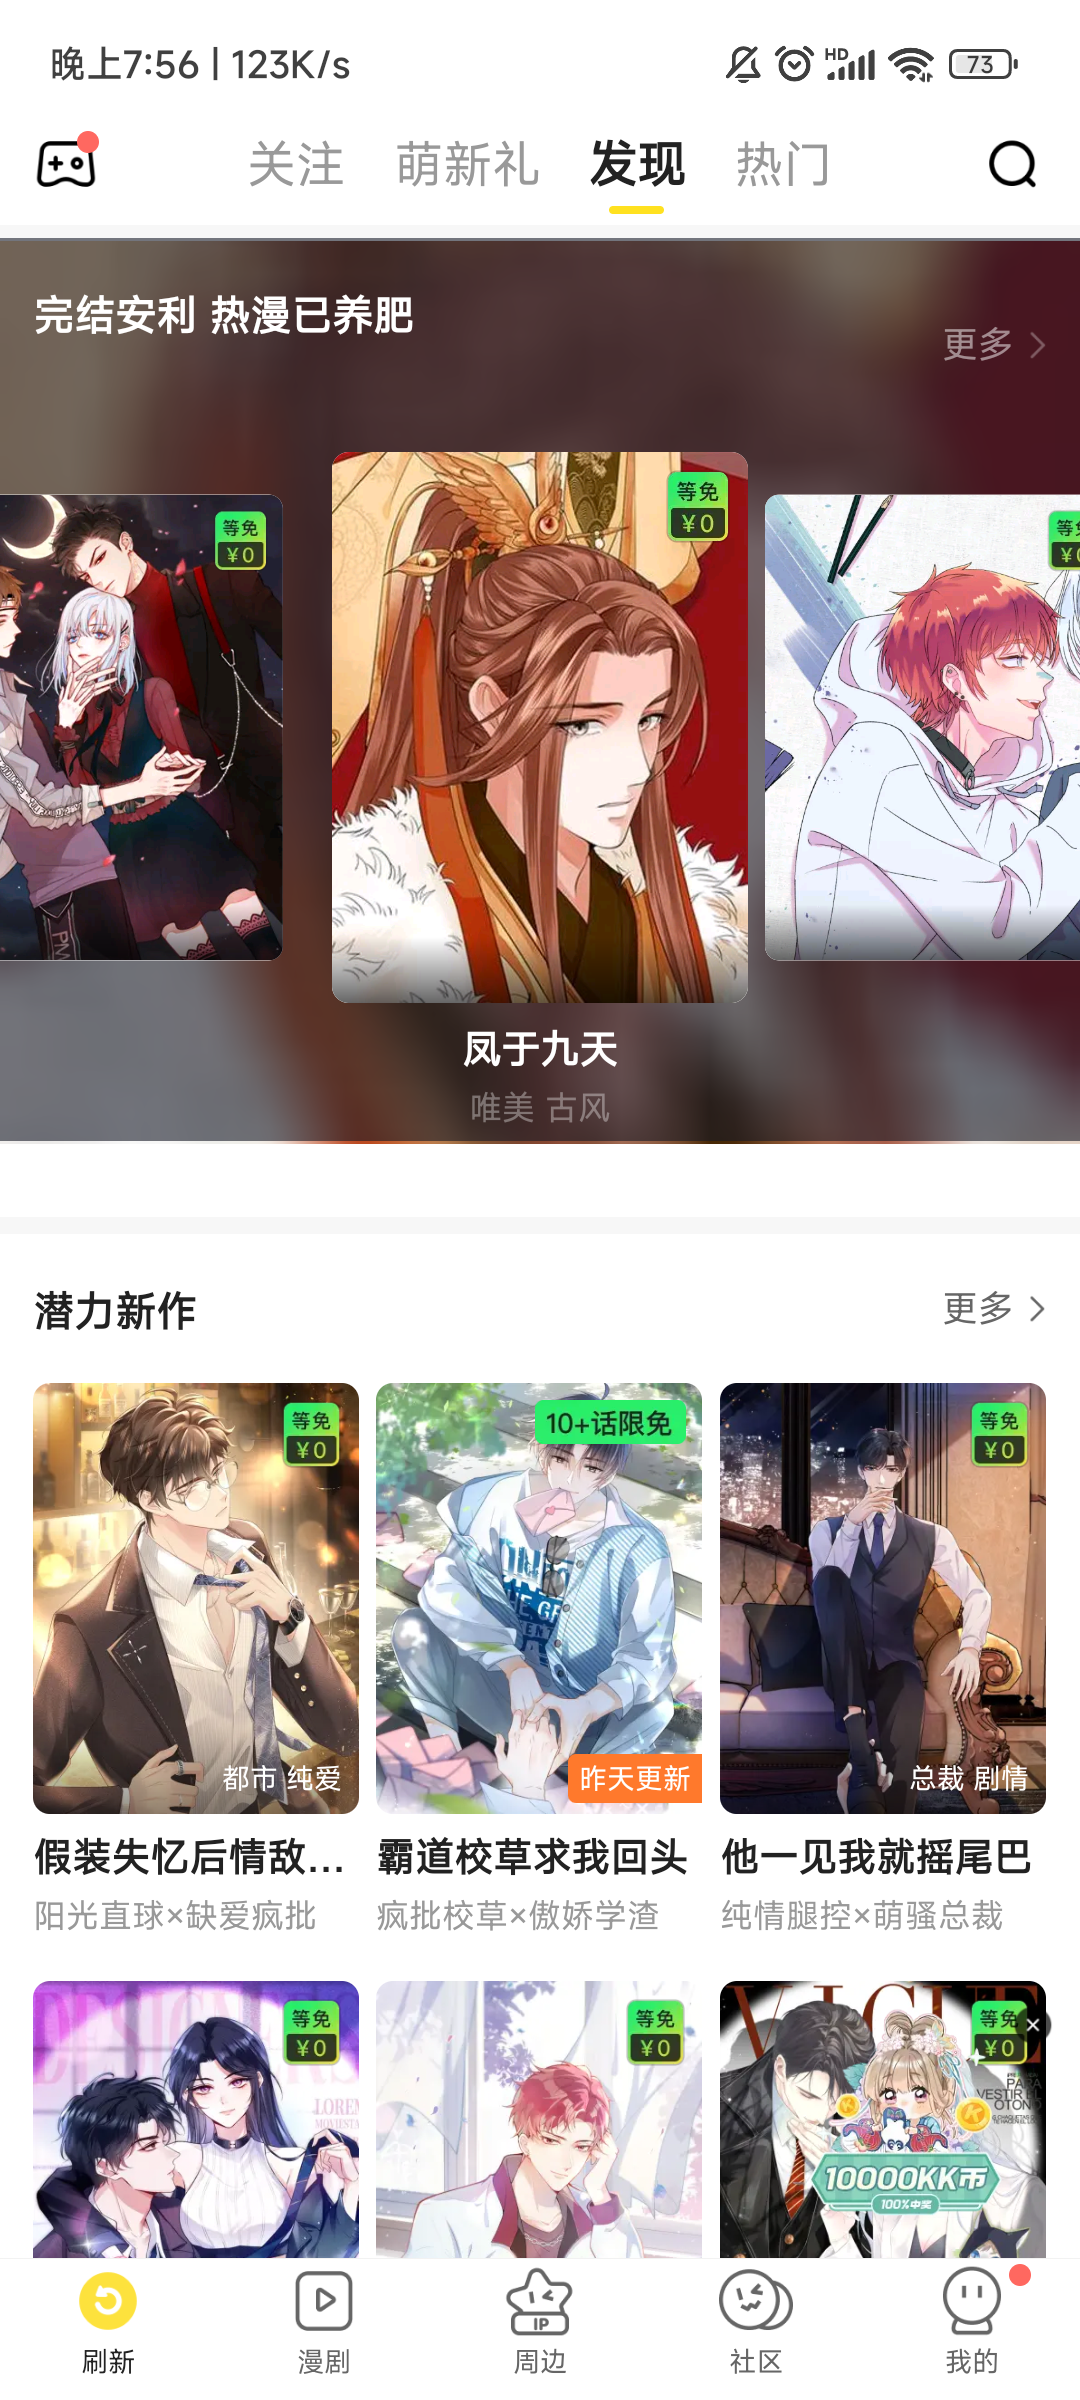 晚上7:56 | 123K/s
HD
73
关注 萌新礼 发现 热门
完结安利 热漫已养肥
更多
等免
¥0
等免
¥0
凤于九天
唯美 古风
潜力新作
更多
等免
¥0
都市 纯爱
10+话限免
昨天更新
等免
¥0
总裁 剧情
假装失忆后情敌...
霸道校草求我回头
他一见我就摇尾巴
阳光直球×缺爱疯批
疯批校草×傲娇学渣
纯情腿控×萌骚总裁
等免
¥0
LOREM
等免
¥0
等免
¥0
10000KK币
100%中奖
刷新
漫剧
IP
周边
社区
我的